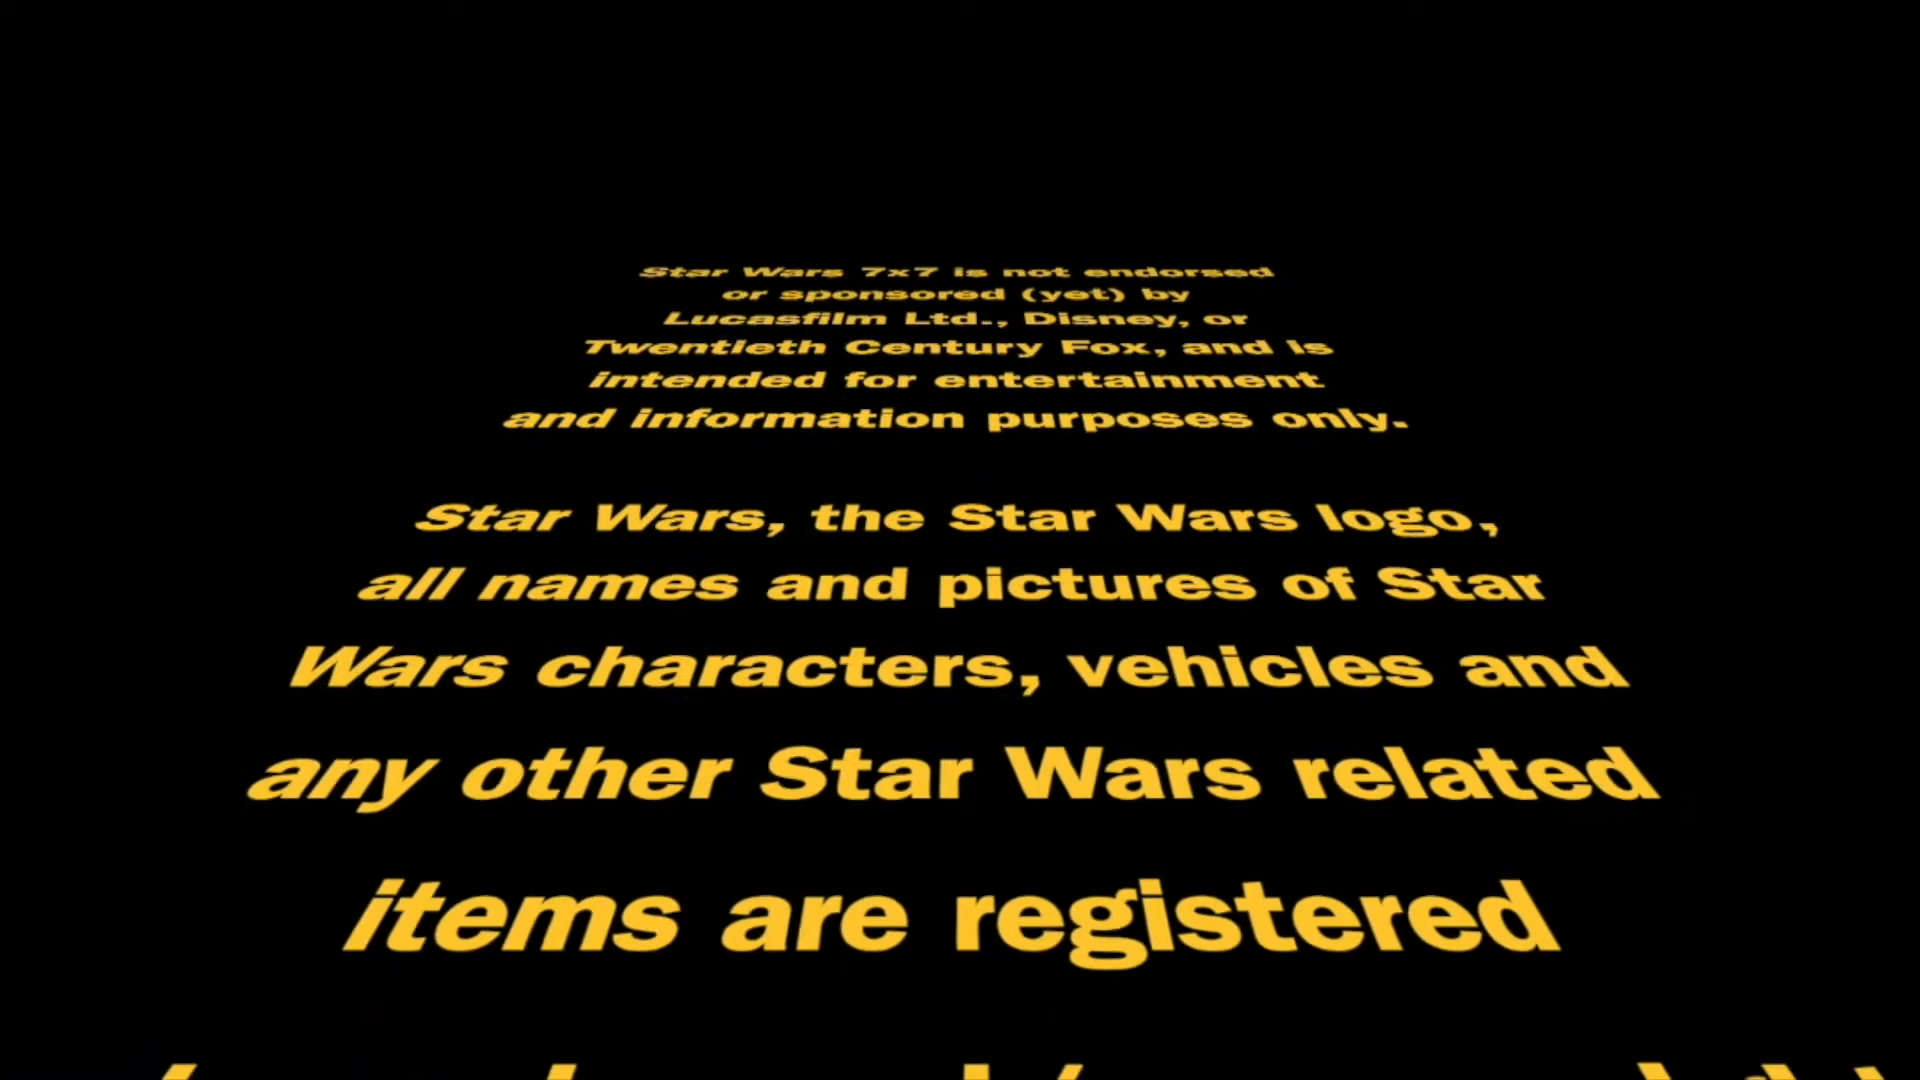 Star Wars 7x7 is not endorsed
or sponsored (yet) by
Lucasfilm Ltd., Disney, or
Twentieth Century Fox, and is
intended for entertainment
and information purposes only.
Star Wars, the Star Wars logo,
all names and pictures of Star
Wars characters, vehicles and
any other Star Wars related
items are registered